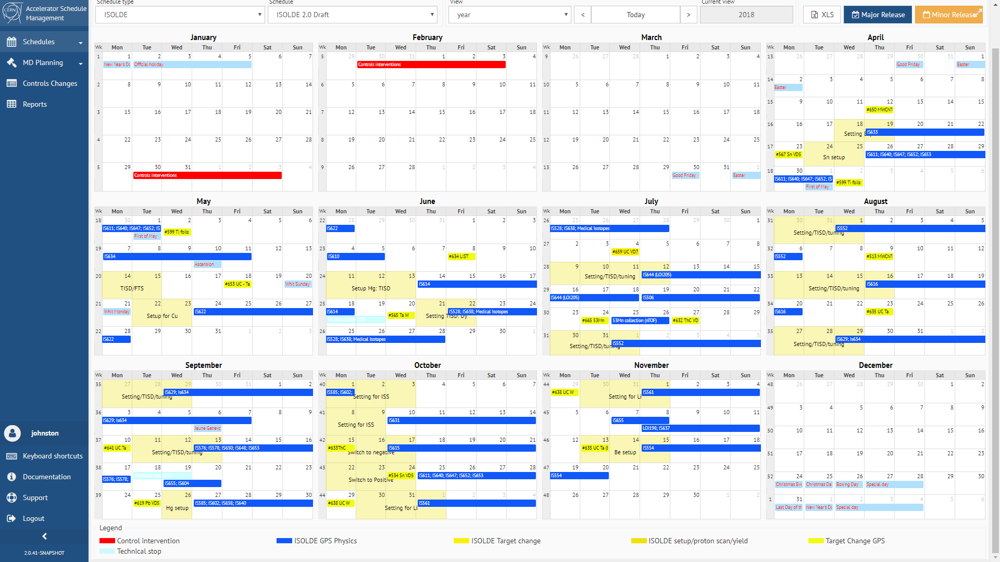 CERN
Accelerator Schedule
Management
Schedules
MD Planning
Controls Changes
Reports
johnston
Keyboard shortcuts
Documentation
Support
Logout
2.0.41-SNAPSHOT
Schedule type
Schedule
View
Current view
ISOLDE
ISOLDE 2.0 Draft
year
<
Today
>
2018
XLS
Major Release
Minor Release
January
Wk Mon Tue Wed Thu Fri Sat Sun
1 1 2 3 4 5 6 7
New Year's Da Official holiday
2 8 9 10 11 12 13 14
3 15 16 17 18 19 20 21
4 22 23 24 25 26 27 28
5 29 30 31 1 2 3 4
Controls interventions
February
Wk Mon Tue Wed Thu Fri Sat Sun
5 29 30 31 1 2 3 4
Controls interventions
6 5 6 7 8 9 10 11
7 12 13 14 15 16 17 18
8 19 20 21 22 23 24 25
9 26 27 28 1 2 3 4
March
Wk Mon Tue Wed Thu Fri Sat Sun
9 26 27 28 1 2 3 4
10 5 6 7 8 9 10 11
11 12 13 14 15 16 17 18
12 19 20 21 22 23 24 25
13 26 27 28 29 30 31 1
Good Friday Easter
April
Wk Mon Tue Wed Thu Fri Sat Sun
13 26 27 28 29 30 31 1
Good Friday Easter
14 2 3 4 5 6 7 8
Easter
15 9 10 11 12 13 14 15
#650 MWCNT
16 16 17 18 19 20 21 22
Setting IS633
17 23 24 25 26 27 28 29
#567 Sn VD5 Sn setup IS611; IS640; IS647; IS652; IS653
18 30 1 2 3 4 5 6
IS611; IS640; IS647; IS652; IS
First of May #599 Ti foils
May
Wk Mon Tue Wed Thu Fri Sat Sun
18 30 1 2 3 4 5 6
IS611; IS640; IS647; IS652; IS #599 Ti foils
First of May
19 7 8 9 10 11 12 13
IS634
Ascension
20 14 15 16 17 18 19 20
TISD/FTS #653 UC - Ta Whit Sunday
21 21 22 23 24 25 26 27
Whit Monday Setup for Cu IS622
22 28 29 30 31 1 2 3
IS622
June
Wk Mon Tue Wed Thu Fri Sat Sun
22 28 29 30 31 1 2 3
IS622
23 4 5 6 7 8 9 10
IS610 #634 LIST
24 11 12 13 14 15 16 17
Setup Mg: TISD IS614
25 18 19 20 21 22 23 24
IS614 #565 Ta W Setting TISD: Dy IS528; IS638; Medical Isotopes
Technical stop
26 25 26 27 28 29 30 1
IS528; IS638; Medical Isotopes
July
Wk Mon Tue Wed Thu Fri Sat Sun
26 25 26 27 28 29 30 1
IS528; IS638; Medical Isotopes
27 2 3 4 5 6 7 8
#659 UC VD7
28 9 10 11 12 13 14 15
Setting/TISD/tuning IS644 (LOI205)
29 16 17 18 19 20 21 22
IS644 (LOI205) IS506
30 23 24 25 26 27 28 29
#665 53Mn 53Mn collection (nTOF) #632 ThC VD
31 30 31 1 2 3 4 5
Setting/TISD/tuning IS552
August
Wk Mon Tue Wed Thu Fri Sat Sun
31 30 31 1 2 3 4 5
Setting/TISD/tuning IS552
32 6 7 8 9 10 11 12
IS552 #513 MWCNT
33 13 14 15 16 17 18 19
Setting/TISD/tuning IS616
34 20 21 22 23 24 25 26
IS616 #635 UC Ta
35 27 28 29 30 31 1 2
Setting/TISD/tuning IS629; Is634
September
Wk Mon Tue Wed Thu Fri Sat Sun
35 27 28 29 30 31 1 2
Setting/TISD/tuning IS629; Is634
36 3 4 5 6 7 8 9
IS629; Is634
Jeune Genevo
37 10 11 12 13 14 15 16
#641 UC Ta Setting/TISD/tuning IS576; IS578; IS630; IS648; IS653
38 17 18 19 20 21 22 23
IS576; IS578; Technical stop
IS655; IS604
39 24 25 26 27 28 29 30
#619 Pb VD5 Hg setup IS585; IS602; IS638; IS640
October
Wk Mon Tue Wed Thu Fri Sat Sun
40 1 2 3 4 5 6 7
IS585; IS602; Setting for ISS
41 8 9 10 11 12 13 14
Setting for ISS IS631
42 15 16 17 18 19 20 21
#633ThC Switch to negative IS615
43 22 23 24 25 26 27 28
Switch to Positive #534 Sn VD5 IS611; IS640; IS647; IS652; IS653
44 29 30 31 1 2 3 4
#638 UC W Setting for Li IS561
November
Wk Mon Tue Wed Thu Fri Sat Sun
44 29 30 31 1 2 3 4
#638 UC W Setting for Li IS561
45 5 6 7 8 9 10 11
IS655
LOI198; IS637
46 12 13 14 15 16 17 18
#635 UC Ta (B Be setup IS554
47 19 20 21 22 23 24 25
IS554
48 26 27 28 29 30 1 2
December
Wk Mon Tue Wed Thu Fri Sat Sun
48 26 27 28 29 30 1 2
49 3 4 5 6 7 8 9
50 10 11 12 13 14 15 16
51 17 18 19 20 21 22 23
52 24 25 26 27 28 29 30
Christmas Eve Christmas Da Boxing Day Special day
1 31 1 2 3 4 5 6
Last Day of th New Year's Da Special day
Legend
Control intervention
ISOLDE GPS Physics
ISOLDE Target change
ISOLDE setup/proton scan/yield
Target Change GPS
Technical stop